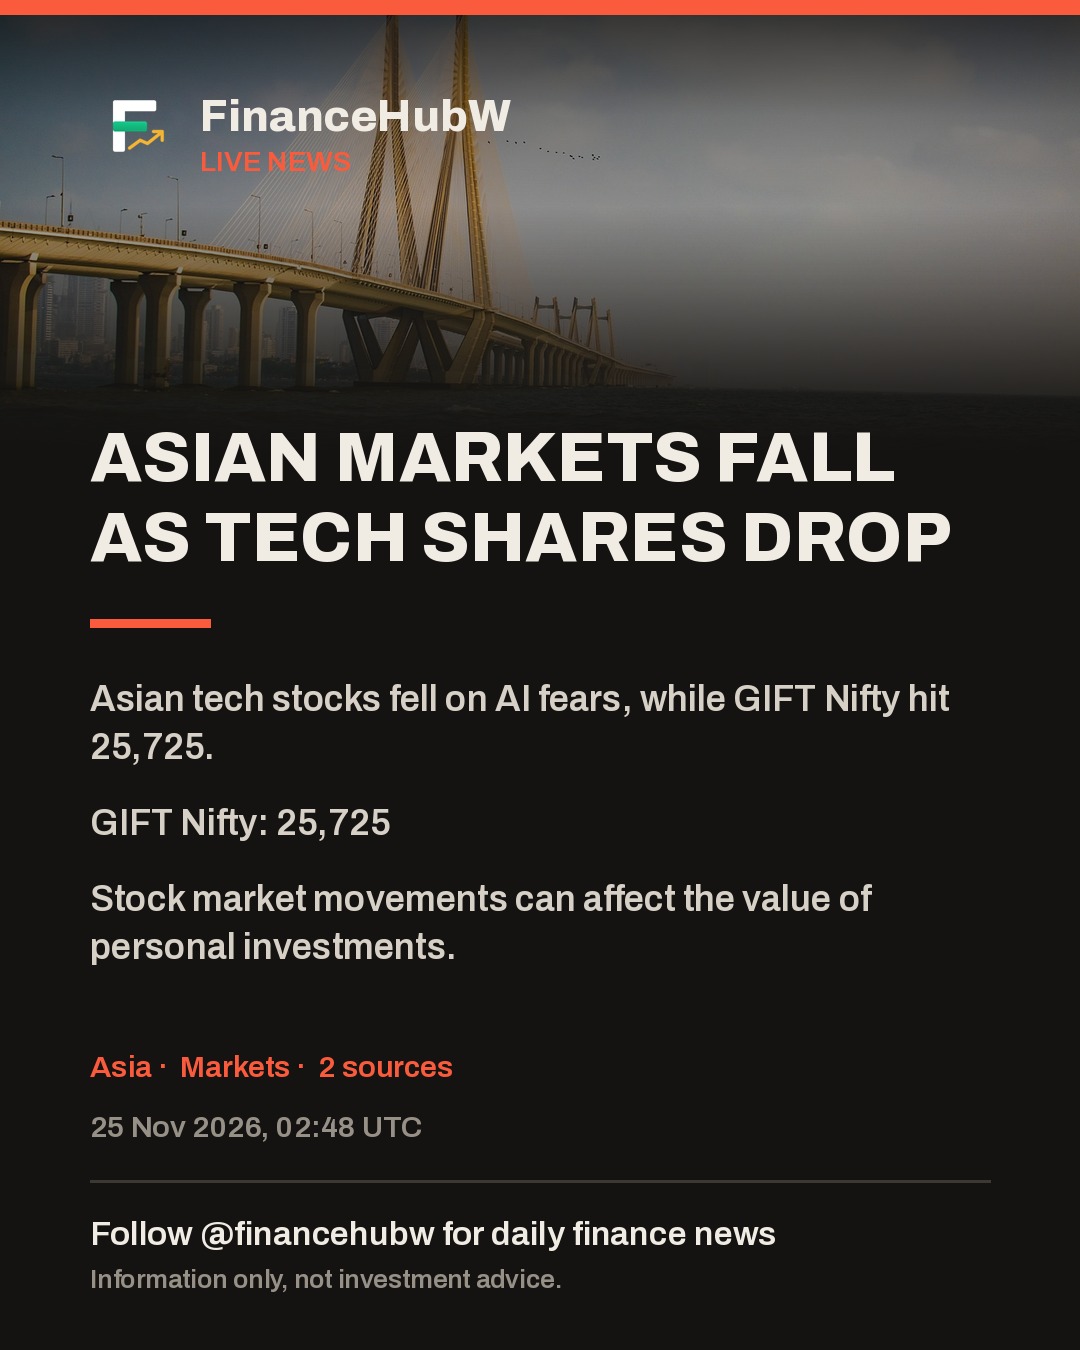 FinanceHubW
LIVE NEWS
ASIAN MARKETS FALL
AS TECH SHARES DROP
Asian tech stocks fell on AI fears, while GIFT Nifty hit
25,725.
GIFT Nifty: 25,725
Stock market movements can affect the value of
personal investments.
Asia · Markets · 2 sources
25 Nov 2026, 02:48 UTC
Follow @financehubw for daily finance news
Information only, not investment advice.